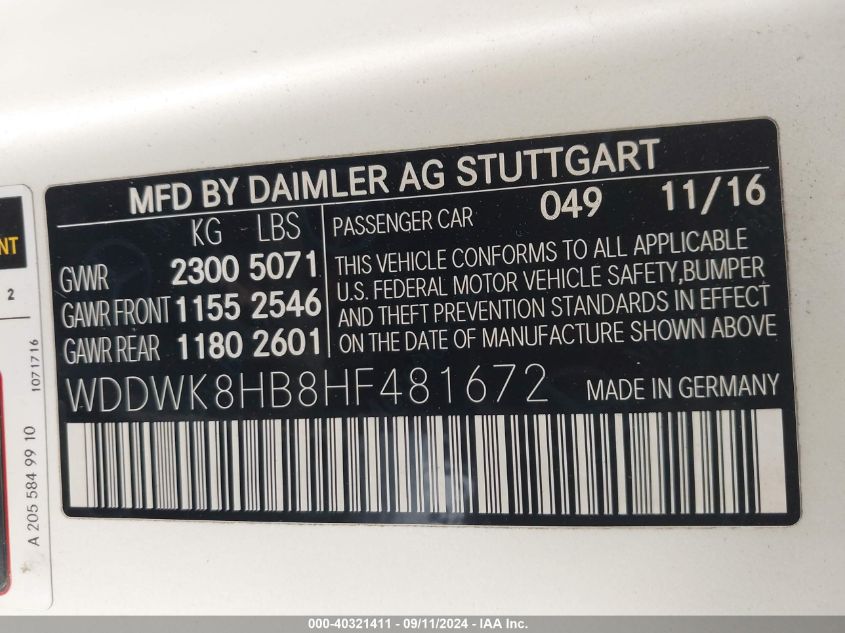 MFD BY DAIMLER AG STUTTGART
KG LBS
GVWR 2300 5071
GAWR FRONT 1155 2546
GAWR REAR 1180 2601
PASSENGER CAR 049 11/16
THIS VEHICLE CONFORMS TO ALL APPLICABLE
U.S. FEDERAL MOTOR VEHICLE SAFETY,BUMPER
AND THEFT PREVENTION STANDARDS IN EFFECT
ON THE DATE OF MANUFACTURE SHOWN ABOVE
WDDWK8HB8HF481672 MADE IN GERMANY
NT
2
1071716
A 205 584 99 10
000-40321411 - 09/11/2024 - IAA Inc.